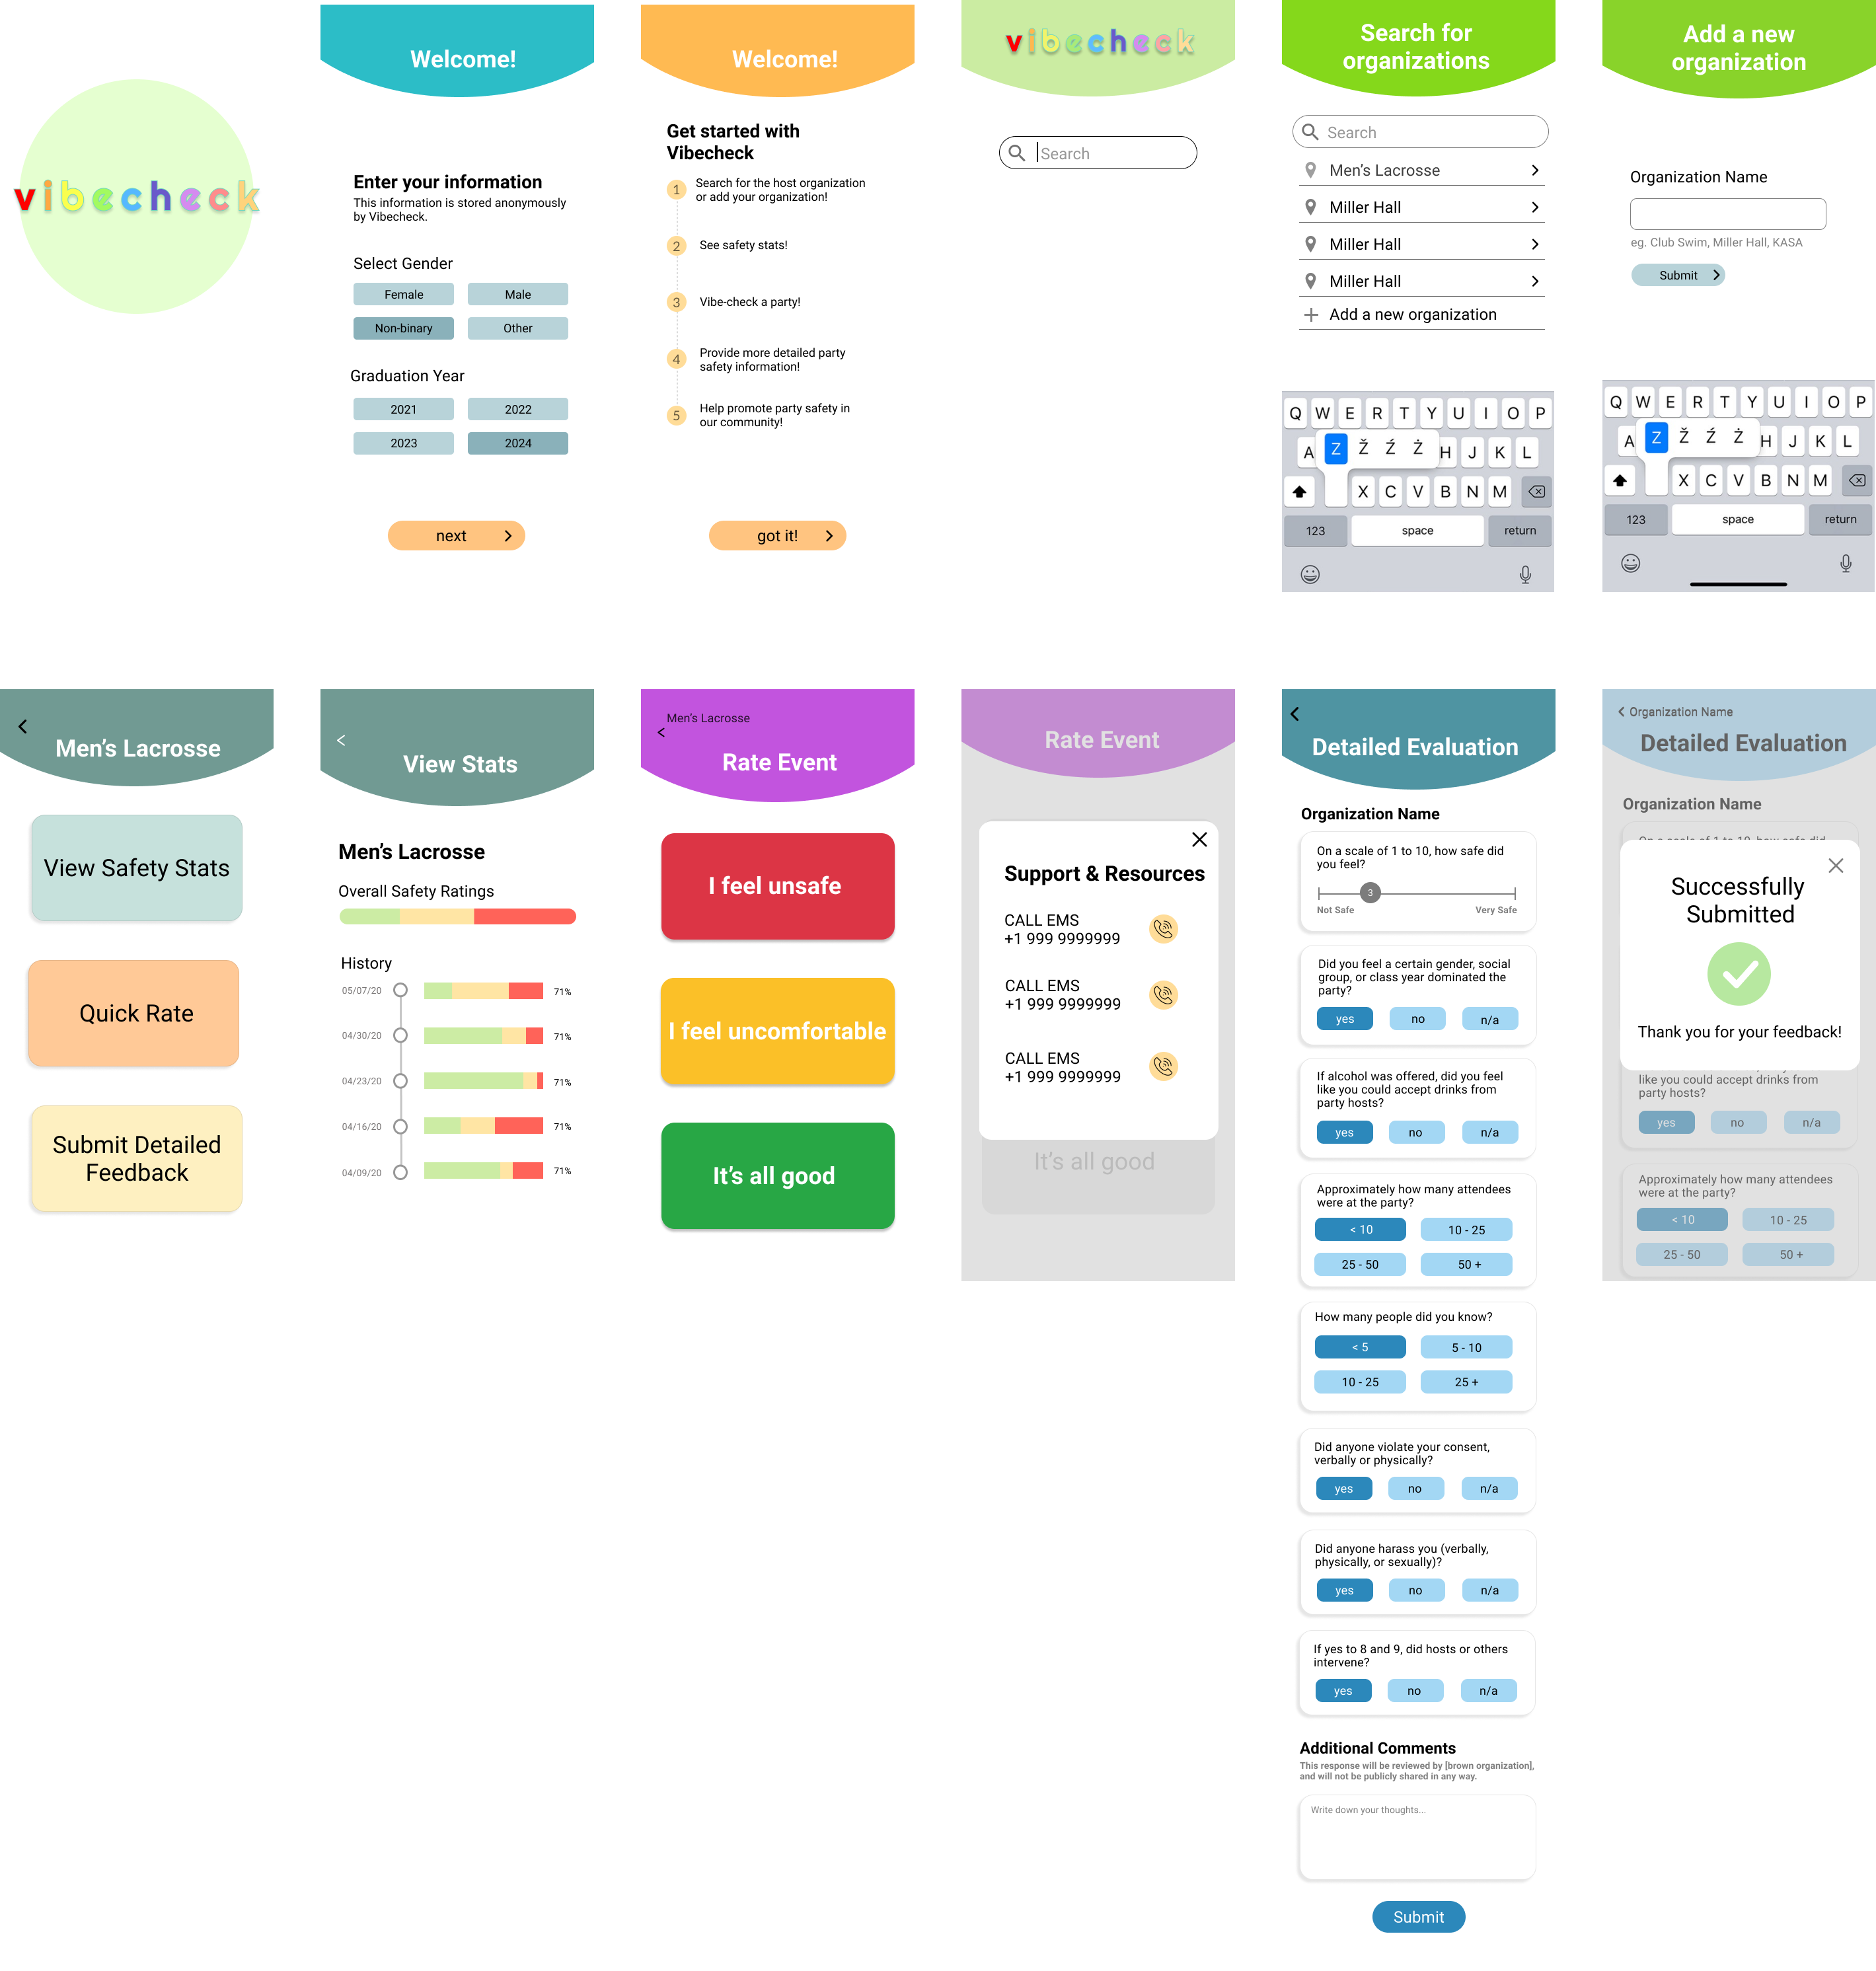 vibecheck
Welcome!
Enter your information
This information is stored anonymously
by Vibecheck.
Select Gender
Female
Male
Non-binary
Other
Graduation Year
2021
2022
2023
2024
next
Welcome!
Get started with
Vibecheck
1
Search for the host organization
or add your organization!
2
See safety stats!
3
Vibe-check a party!
4
Provide more detailed party
safety information!
5
Help promote party safety in
our community!
got it!
vibecheck
Search
Search for
organizations
Search
Men's Lacrosse
Miller Hall
Miller Hall
Miller Hall
Add a new organization
Q W E R T Y U I O P
A Z Ž Ź Ż H J K L
X C V B N M
123 space return
Add a new
organization
Organization Name
eg. Club Swim, Miller Hall, KASA
Submit
Q W E R T Y U I O P
A Z Ž Ź Ż H J K L
X C V B N M
123 space return
Men's Lacrosse
View Safety Stats
Quick Rate
Submit Detailed
Feedback
View Stats
Men's Lacrosse
Overall Safety Ratings
History
05/07/20 71%
04/30/20 71%
04/23/20 71%
04/16/20 71%
04/09/20 71%
Men's Lacrosse
Rate Event
I feel unsafe
I feel uncomfortable
It's all good
Rate Event
Support & Resources
CALL EMS
+1 999 9999999
CALL EMS
+1 999 9999999
CALL EMS
+1 999 9999999
It's all good
Detailed Evaluation
Organization Name
On a scale of 1 to 10, how safe did
you feel?
3
Not Safe Very Safe
Did you feel a certain gender, social
group, or class year dominated the
party?
yes no n/a
If alcohol was offered, did you feel
like you could accept drinks from
party hosts?
yes no n/a
Approximately how many attendees
were at the party?
< 10 10 - 25
25 - 50 50 +
How many people did you know?
< 5 5 - 10
10 - 25 25 +
Did anyone violate your consent,
verbally or physically?
yes no n/a
Did anyone harass you (verbally,
physically, or sexually)?
yes no n/a
If yes to 8 and 9, did hosts or others
intervene?
yes no n/a
Additional Comments
This response will be reviewed by [brown organization],
and will not be publicly shared in any way.
Write down your thoughts...
Submit
Organization Name
Detailed Evaluation
Organization Name
On a scale of 1 to 10, how safe did
Successfully
Submitted
Thank you for your feedback!
like you could accept drinks from
party hosts?
yes no n/a
Approximately how many attendees
were at the party?
< 10 10 - 25
25 - 50 50 +